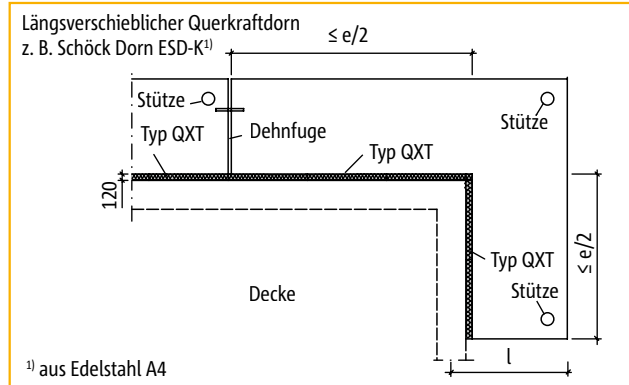 Längsverschieblicher Querkraftdorn
z. B. Schöck Dorn ESD-K¹⁾
≤ e/2
Stütze
Stütze
Dehnfuge
Typ QXT
Typ QXT
120
Typ QXT
≤ e/2
Decke
Stütze
l
¹⁾ aus Edelstahl A4